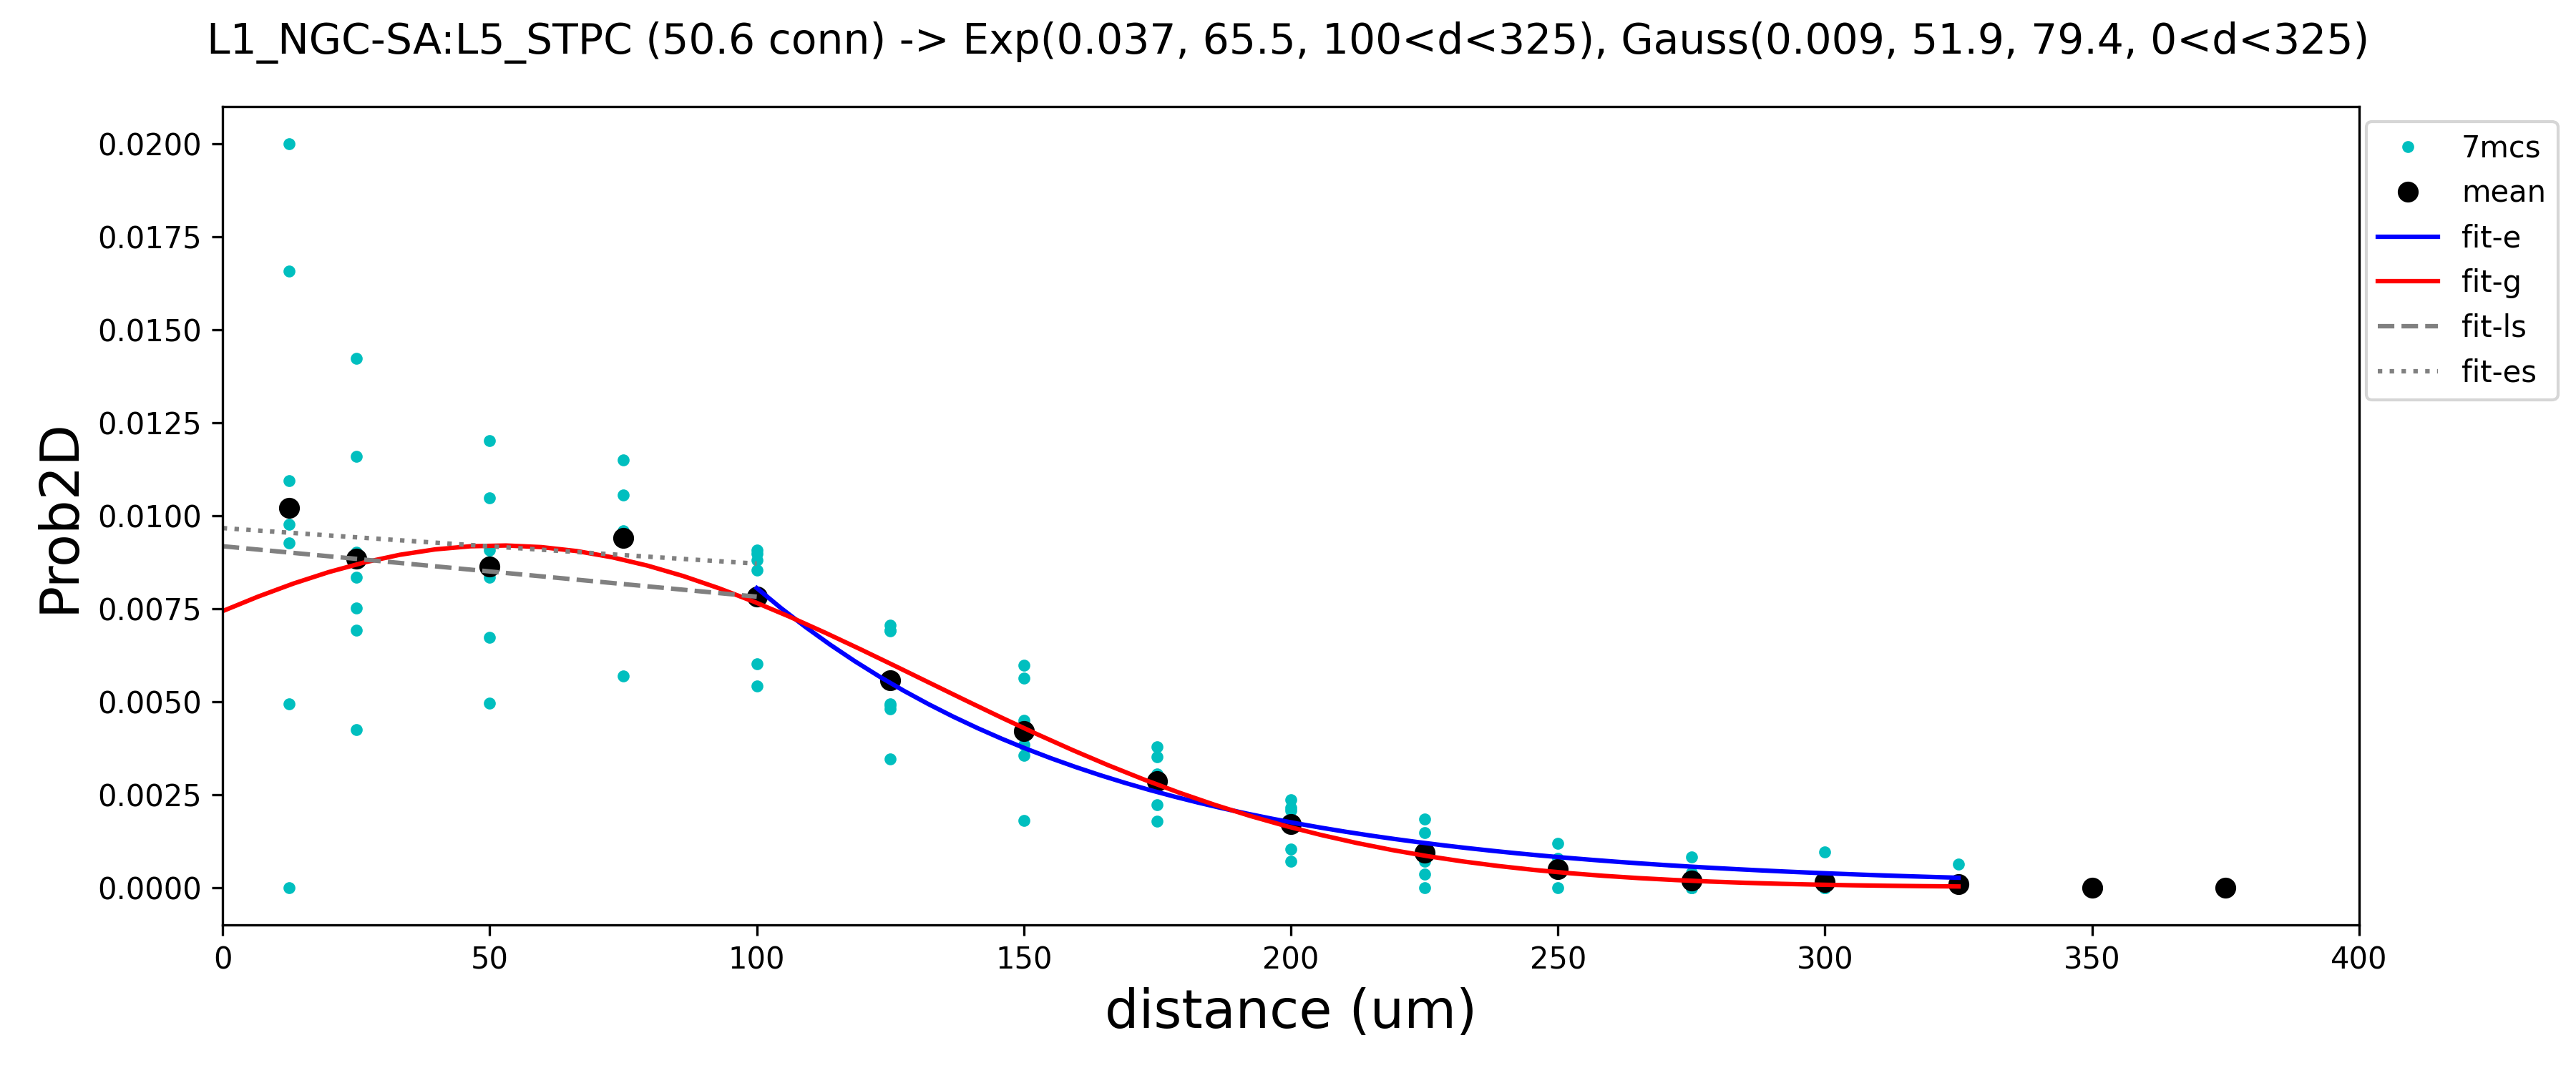 L1_NGC-SA:L5_STPC (50.6 conn) -> Exp(0.037, 65.5, 100<d<325), Gauss(0.009, 51.9, 79.4, 0<d<325)
0.0200
0.0175
0.0150
0.0125
0.0100
0.0075
0.0050
0.0025
0.0000
Prob2D
0 50 100 150 200 250 300 350 400
distance (um)
7mcs
mean
fit-e
fit-g
fit-ls
fit-es